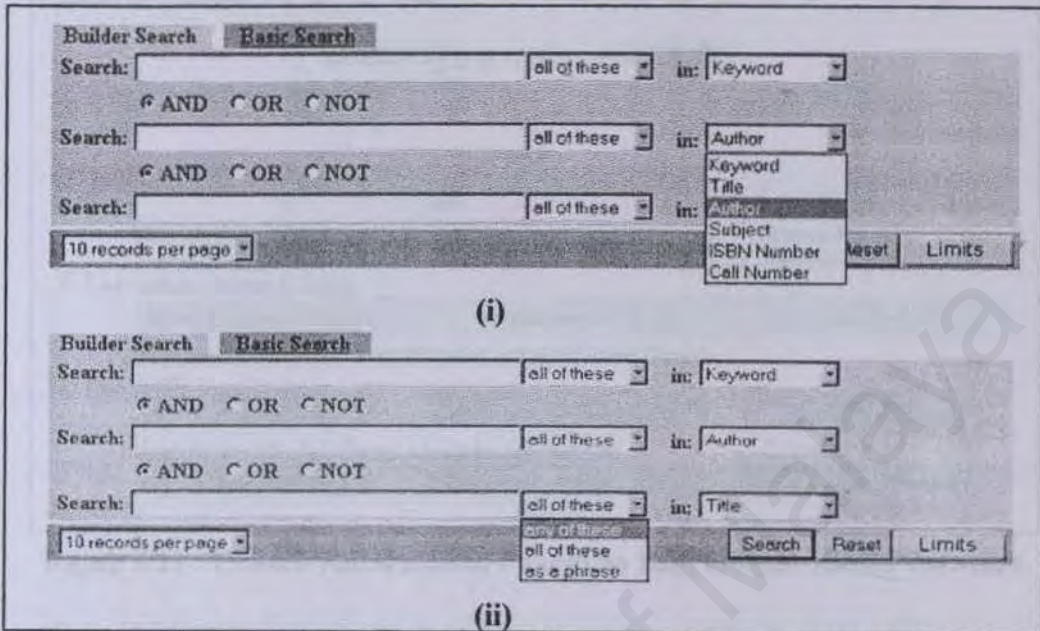 Builder Search Basic Search
Search: all of these in: Keyword
AND OR NOT
Search: all of these in: Author
Keyword
AND OR NOT
Title
Search: all of these in: Author
Subject
10 records per page ISBN Number Reset Limits
Call Number
(i)
Builder Search Basic Search
Search: all of these in: Keyword
AND OR NOT
Search: all of these in: Author
AND OR NOT
Search: all of these in: Title
any of these
10 records per page Search Reset Limits
all of these
as a phrase
(ii)
of Malaya